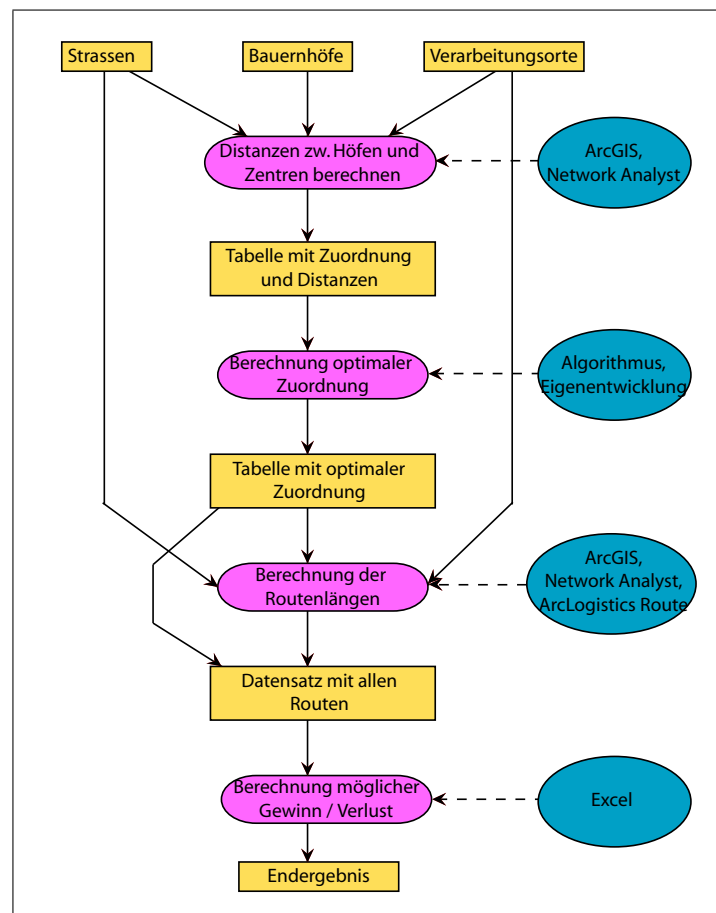 Strassen
Bauernhöfe
Verarbeitungsorte
Distanzen zw. Höfen und
Zentren berechnen
ArcGIS,
Network Analyst
Tabelle mit Zuordnung
und Distanzen
Berechnung optimaler
Zuordnung
Algorithmus,
Eigenentwicklung
Tabelle mit optimaler
Zuordnung
Berechnung der
Routenlängen
ArcGIS,
Network Analyst,
ArcLogistics Route
Datensatz mit allen
Routen
Berechnung möglicher
Gewinn / Verlust
Excel
Endergebnis